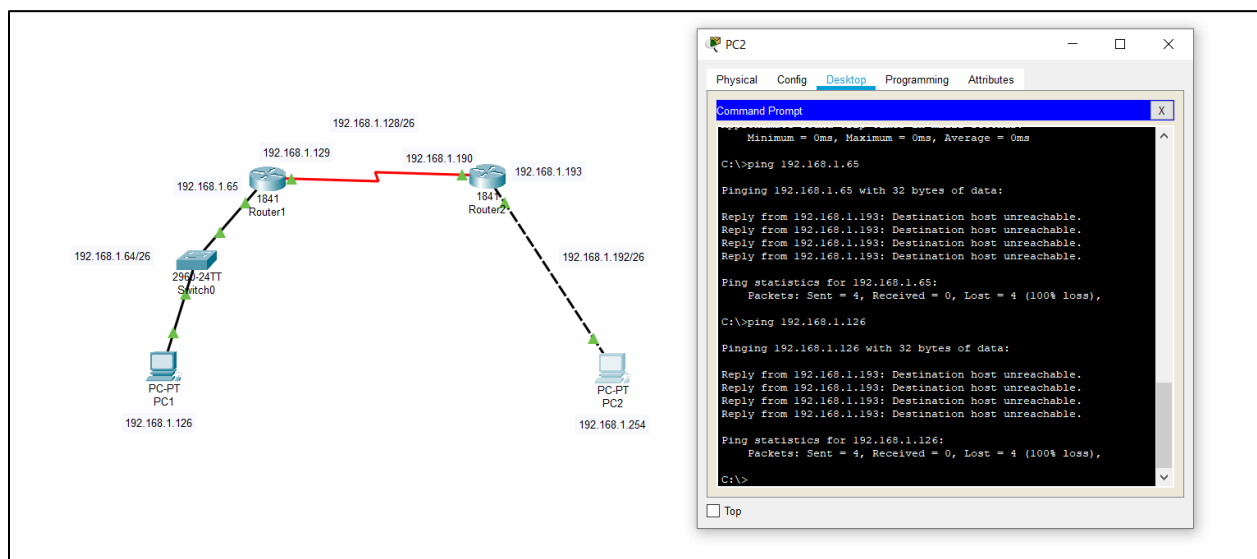 192.168.1.128/26
192.168.1.129
192.168.1.190
192.168.1.193
192.168.1.65
1841
Router1
1841
Router2
192.168.1.64/26
2960-24TT
Switch0
192.168.1.192/26
PC-PT
PC1
192.168.1.126
PC-PT
PC2
192.168.1.254
PC2
Physical Config Desktop Programming Attributes
Command Prompt X
Minimum = 0ms, Maximum = 0ms, Average = 0ms
C:\>ping 192.168.1.65
Pinging 192.168.1.65 with 32 bytes of data:
Reply from 192.168.1.193: Destination host unreachable.
Reply from 192.168.1.193: Destination host unreachable.
Reply from 192.168.1.193: Destination host unreachable.
Reply from 192.168.1.193: Destination host unreachable.
Ping statistics for 192.168.1.65:
Packets: Sent = 4, Received = 0, Lost = 4 (100% loss),
C:\>ping 192.168.1.126
Pinging 192.168.1.126 with 32 bytes of data:
Reply from 192.168.1.193: Destination host unreachable.
Reply from 192.168.1.193: Destination host unreachable.
Reply from 192.168.1.193: Destination host unreachable.
Reply from 192.168.1.193: Destination host unreachable.
Ping statistics for 192.168.1.126:
Packets: Sent = 4, Received = 0, Lost = 4 (100% loss),
C:\>
Top